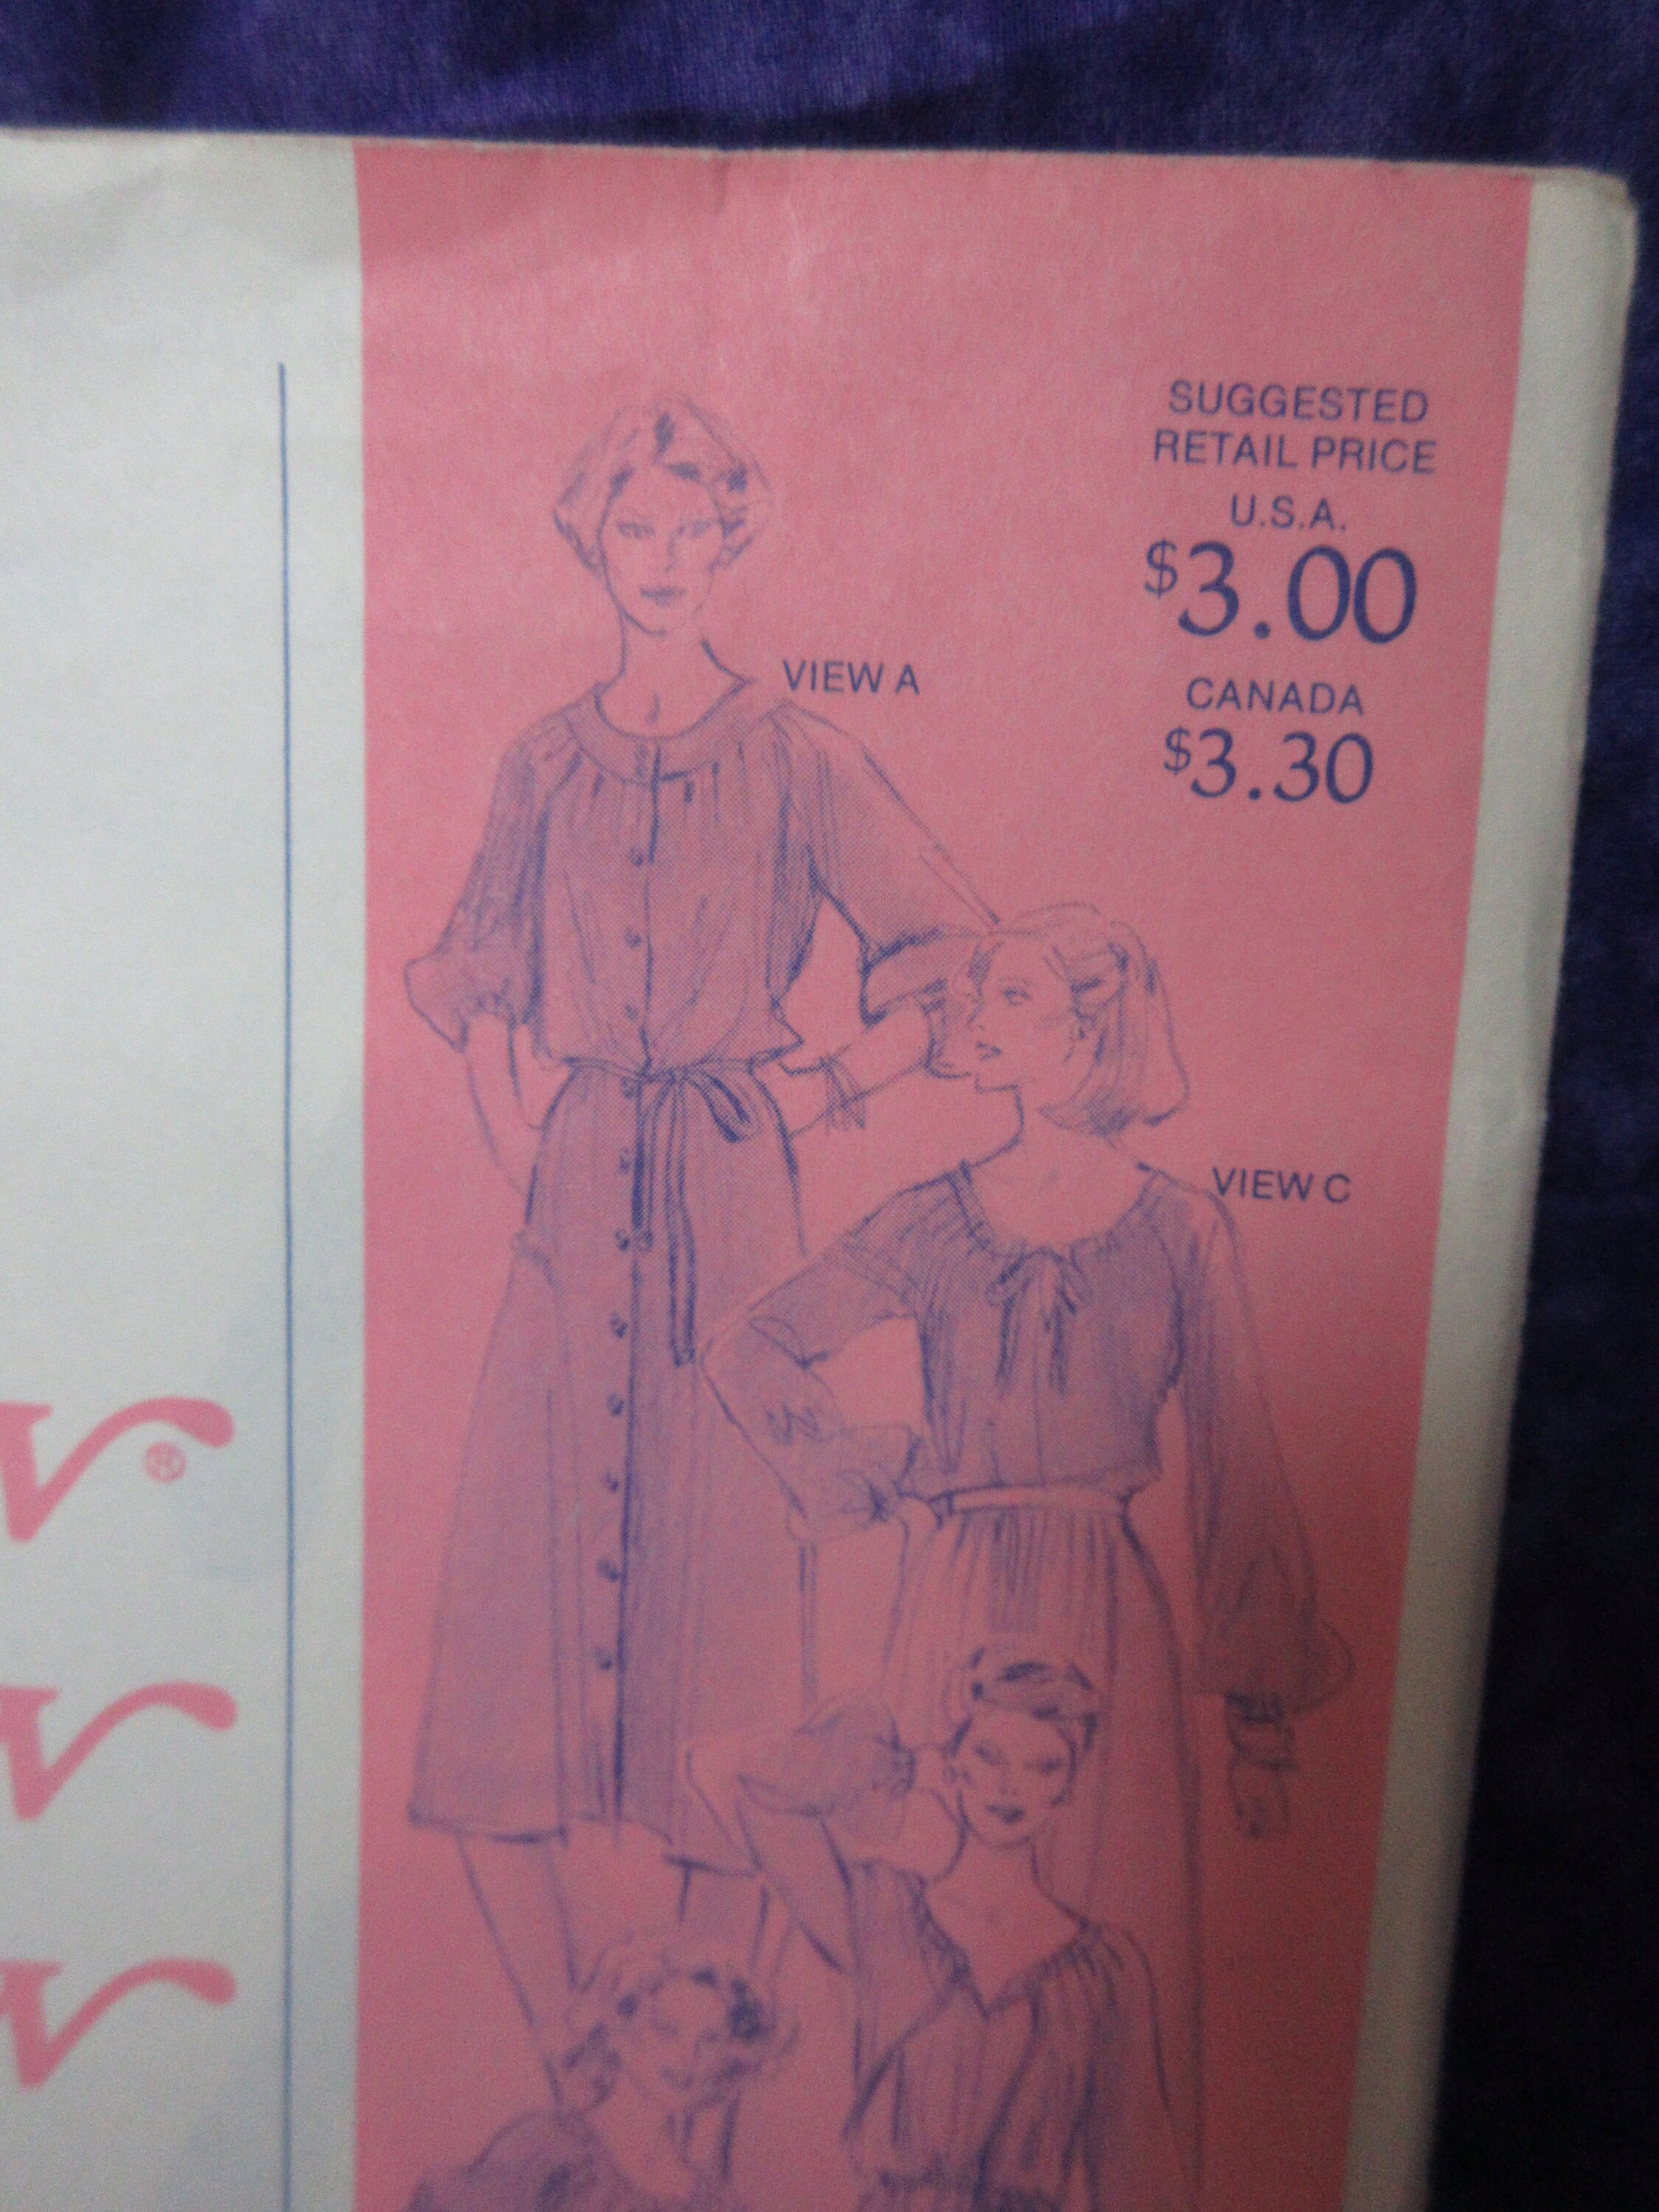 SUGGESTED
RETAIL PRICE
U.S.A.
$3.00
CANADA
$3.30
VIEW A
VIEW C